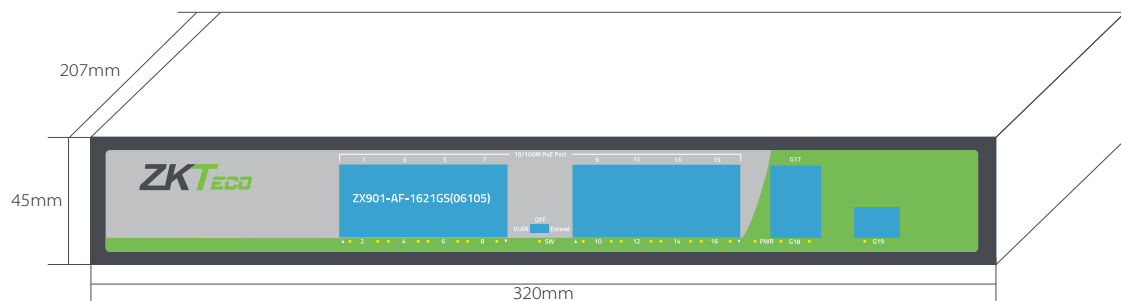 207mm
45mm
320mm
ZKTECO
10/100M PoE Port
1 3 5 7 9 11 13 15 G17
ZX901-AF-1621GS(06105)
OFF
VLAN Extend
2 4 6 8 SW 10 12 14 16 PWR G18 G19